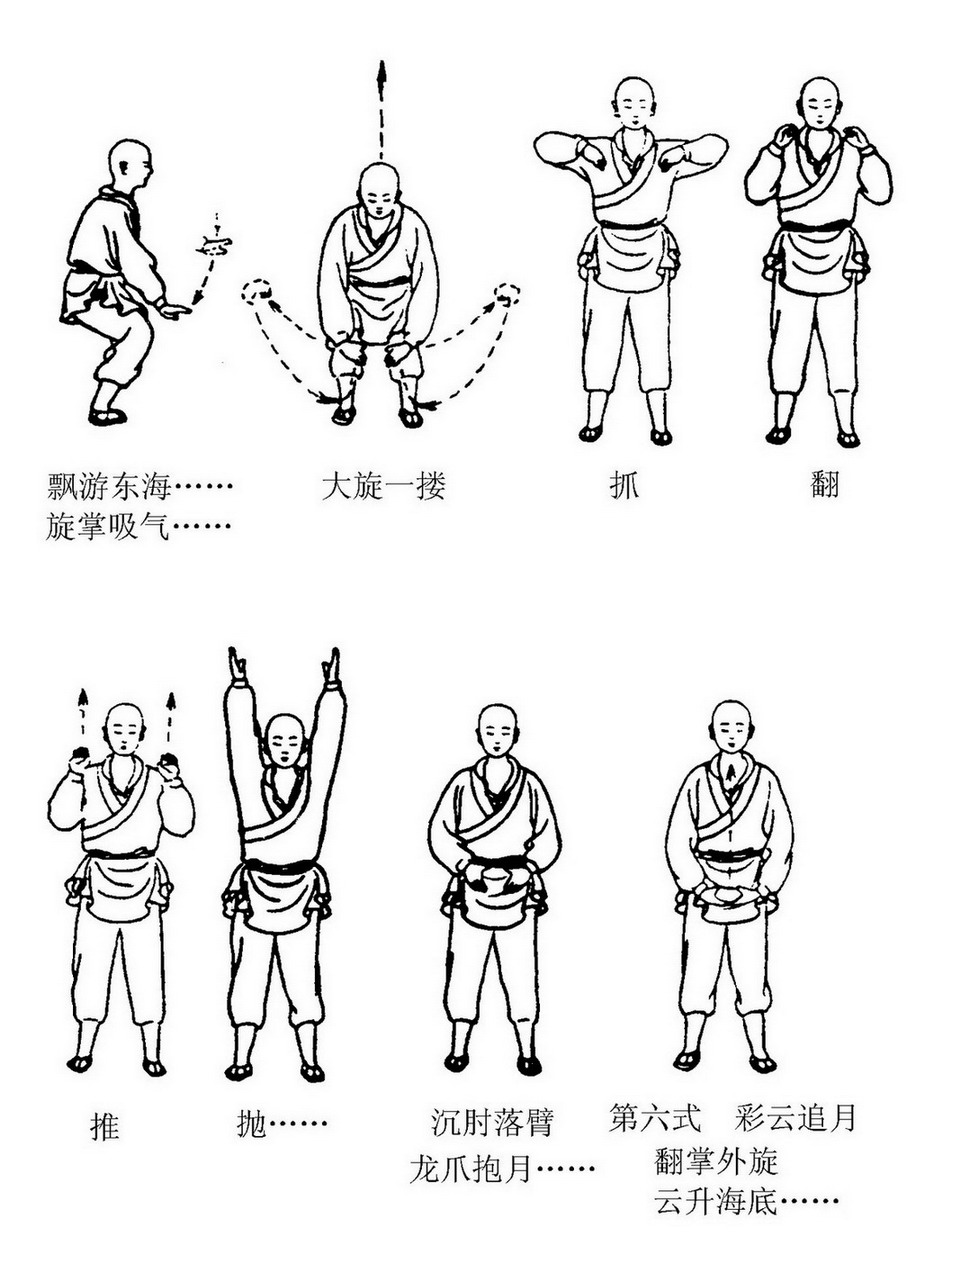 飘游东海……
旋掌吸气……
大旋一搂
抓
翻
推
抛……
沉肘落臂
龙爪抱月……
第六式　彩云追月
翻掌外旋
云升海底……